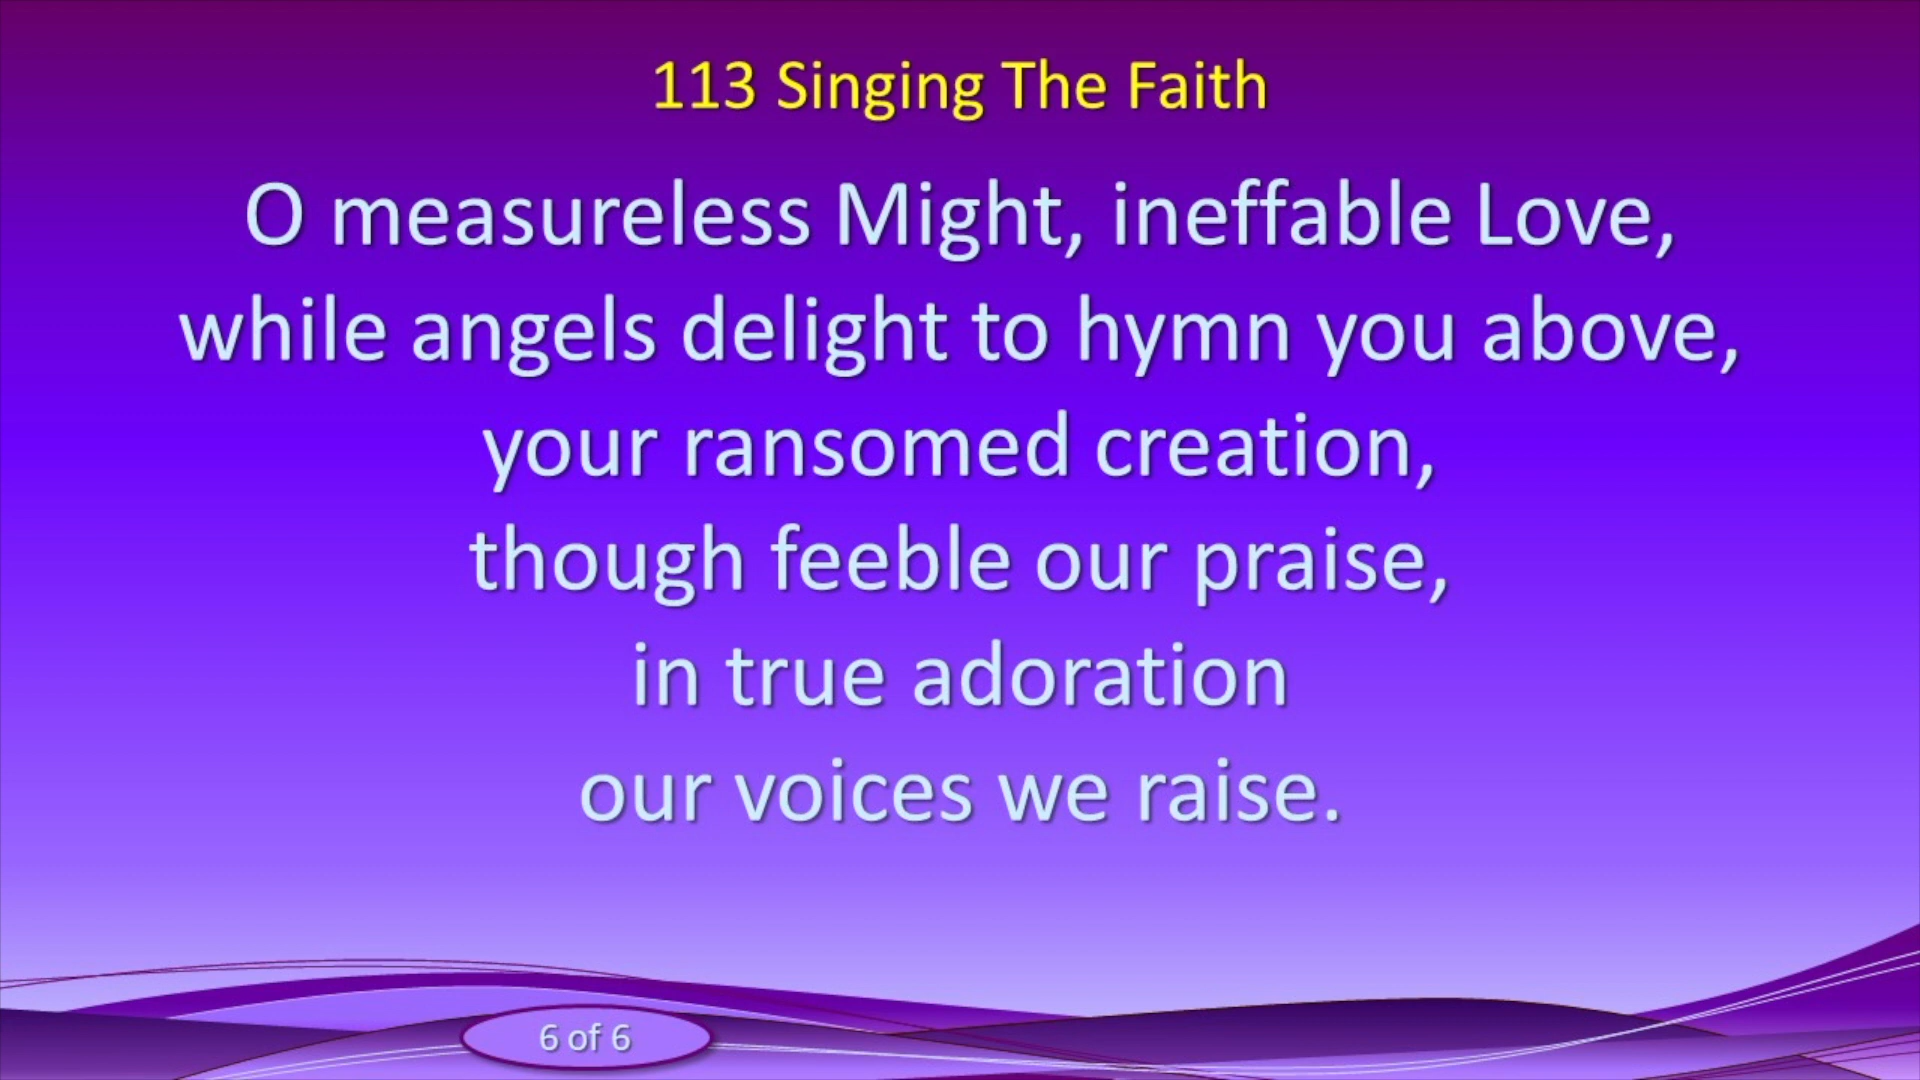 113 Singing The Faith
O measureless Might, ineffable Love,
while angels delight to hymn you above,
your ransomed creation,
though feeble our praise,
in true adoration
our voices we raise.
6 of 6